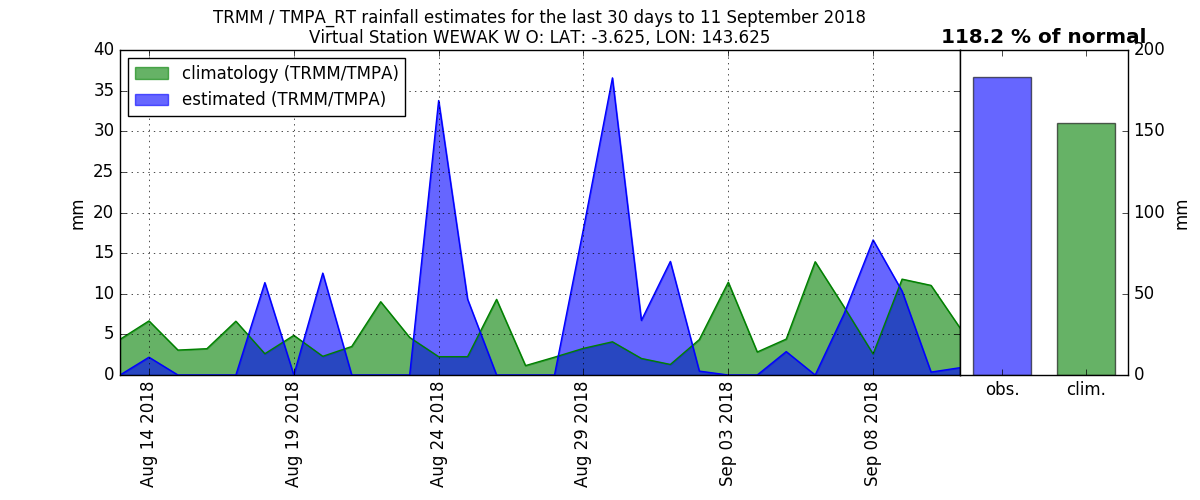 TRMM / TMPA_RT rainfall estimates for the last 30 days to 11 September 2018
Virtual Station WEWAK W O: LAT: -3.625, LON: 143.625
118.2 % of normal
climatology (TRMM/TMPA)
estimated (TRMM/TMPA)
mm
40
35
30
25
20
15
10
5
0
Aug 14 2018
Aug 19 2018
Aug 24 2018
Aug 29 2018
Sep 03 2018
Sep 08 2018
obs.
clim.
200
150
100
50
0
mm